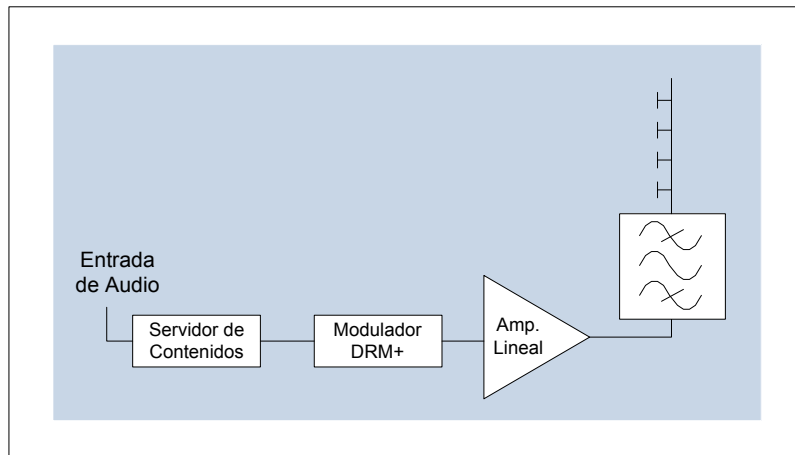 Entrada
de Audio
Servidor de
Contenidos
Modulador
DRM+
Amp.
Lineal